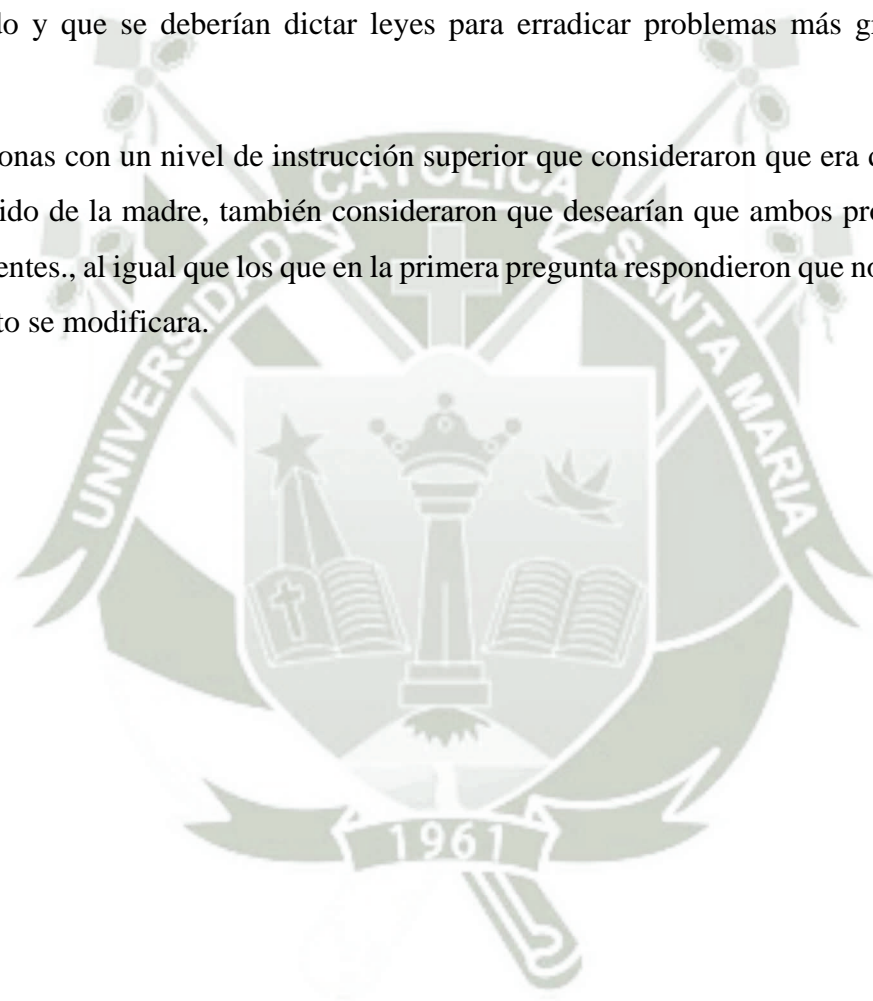 do y que se deberían dictar leyes para erradicar problemas más
onas con un nivel de instrucción superior que consideraron que era
ido de la madre, también consideraron que desearían que ambos
entes., al igual que los que en la primera pregunta respondieron que no
to se modificara.
UNIVERSIDAD CATOLICA SANTA MARIA
1961